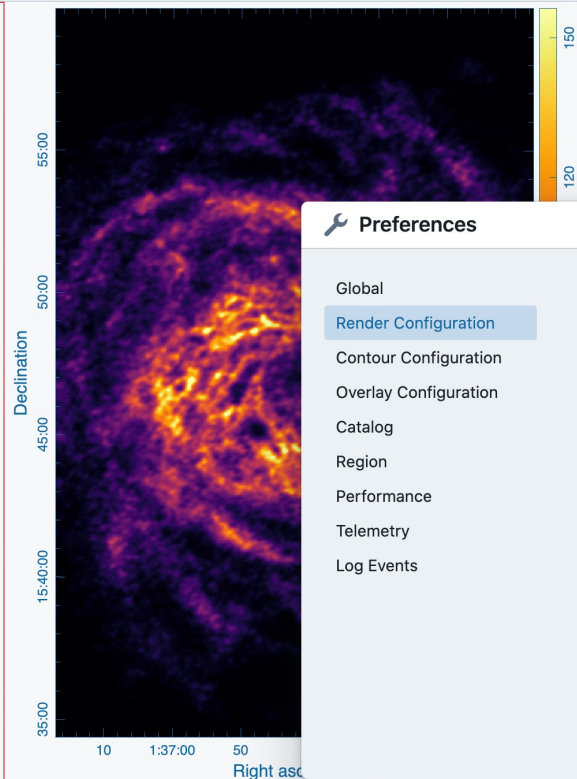 150
120
55:00
50:00
Declination
45:00
15:40:00
35:00
10
1:37:00
50
Right asc
Preferences
Global
Render Configuration
Contour Configuration
Overlay Configuration
Catalog
Region
Performance
Telemetry
Log Events